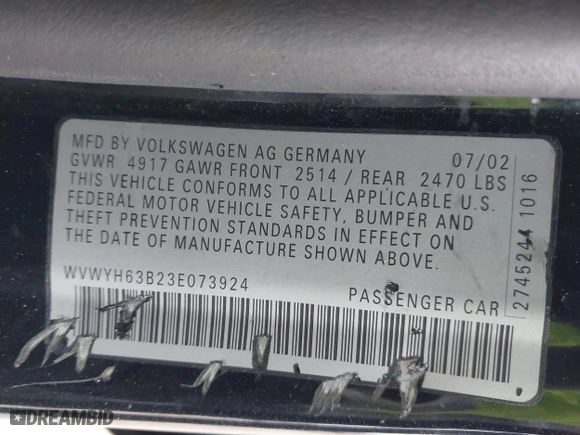 MFD BY VOLKSWAGEN AG GERMANY 07/02
GVWR 4917 GAWR FRONT 2514 / REAR 2470 LBS
THIS VEHICLE CONFORMS TO ALL APPLICABLE U.S.
FEDERAL MOTOR VEHICLE SAFETY, BUMPER AND
THEFT PREVENTION STANDARDS IN EFFECT ON
THE DATE OF MANUFACTURE SHOWN ABOVE.
WVWYH63B23E073924
PASSENGER CAR
2745244 1016
DREAMBID